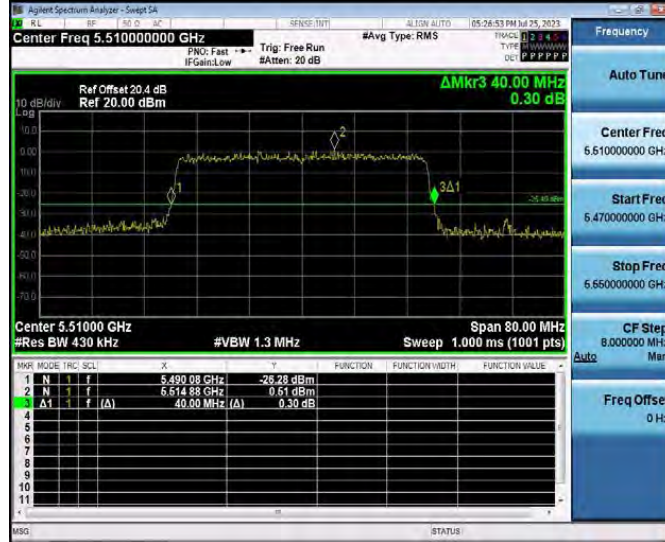 Agilent Spectrum Analyzer - Swept SA
RL RF 50 Ω AC SENSE:INT ALIGN AUTO 05:26:53 PM Jul 25, 2023
Center Freq 5.510000000 GHz #Avg Type: RMS TRACE 1 2 3 4 5 6
PNO: Fast Trig: Free Run TYPE M W W W W W
IFGain:Low #Atten: 20 dB DET P P P P P P
Ref Offset 20.4 dB ΔMkr3 40.00 MHz
10 dB/div Ref 20.00 dBm 0.30 dB
Log
10.0
0.00
-10.0
-20.0
-30.0
-40.0
-50.0
-60.0
-70.0
1
2
3Δ1
Center 5.51000 GHz Span 80.00 MHz
#Res BW 430 kHz #VBW 1.3 MHz Sweep 1.000 ms (1001 pts)
MKR MODE TRC SCL X Y FUNCTION FUNCTION WIDTH FUNCTION VALUE
1 N 1 f 5.490 08 GHz
2 N 1 f 5.514 88 GHz 0.51 dBm
3 Δ1 1 f (Δ) 40.00 MHz (Δ) 0.30 dB
4
5
6
7
8
9
10
11
MSG STATUS
Frequency
Auto Tune
Center Freq
5.510000000 GHz
Start Freq
5.470000000 GHz
Stop Freq
5.550000000 GHz
CF Step
8.000000 MHz
Auto Man
Freq Offset
0 Hz